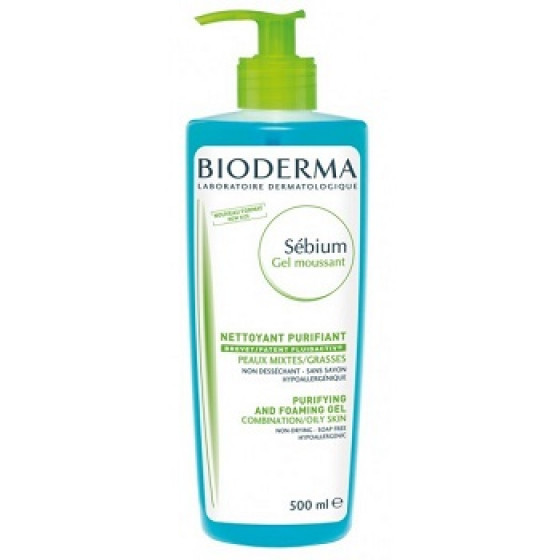 BIODERMA
LABORATOIRE DERMATOLOGIQUE
NOUVEAU FORMAT
NEW SIZE
Sébium
Gel moussant
NETTOYANT PURIFIANT
BREVET/PATENT FLUIDACTIV®
PEAUX MIXTES/GRASSES
NON DESSÉCHANT - SANS SAVON
HYPOALLERGÉNIQUE
PURIFYING
AND FOAMING GEL
COMBINATION/OILY SKIN
NON-DRYING - SOAP FREE
HYPOALLERGENIC
500 ml ℮